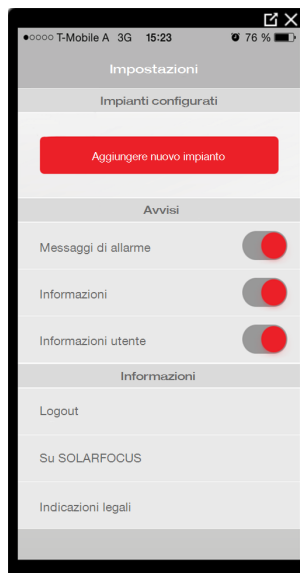 T-Mobile A 3G 15:23 76 %
Impostazioni
Impianti configurati
Aggiungere nuovo impianto
Avvisi
Messaggi di allarme
Informazioni
Informazioni utente
Informazioni
Logout
Su SOLARFOCUS
Indicazioni legali